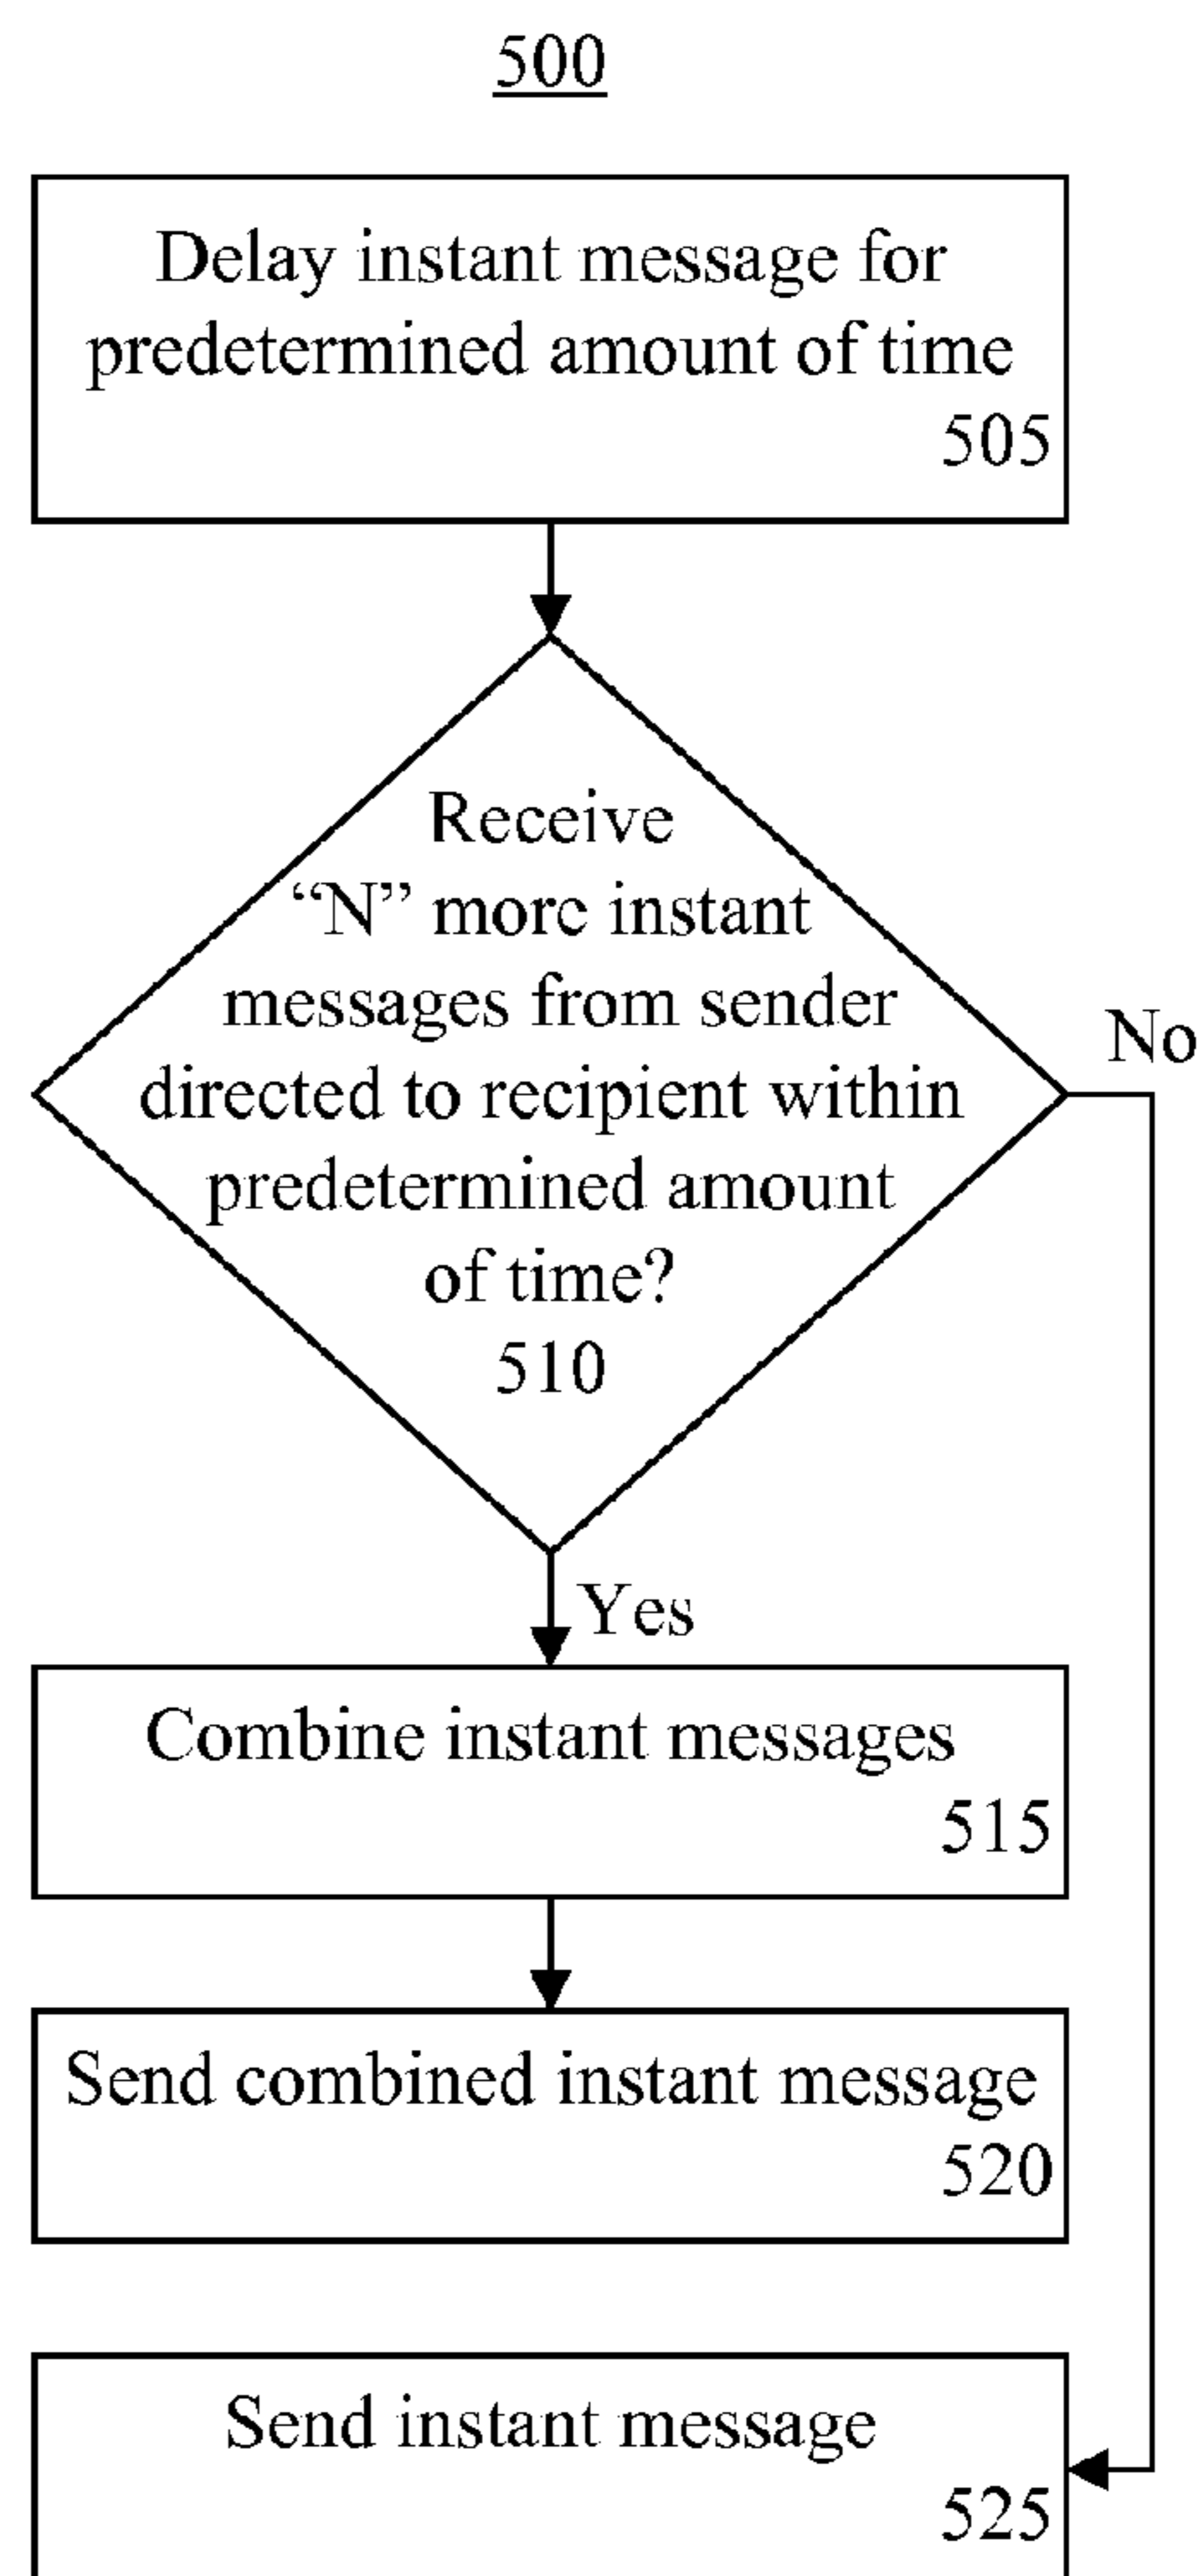 500
Delay instant message for
predetermined amount of time
505
Receive
“N” more instant
messages from sender
directed to recipient within
predetermined amount
of time?
510
No
Yes
Combine instant messages
515
Send combined instant message
520
Send instant message
525